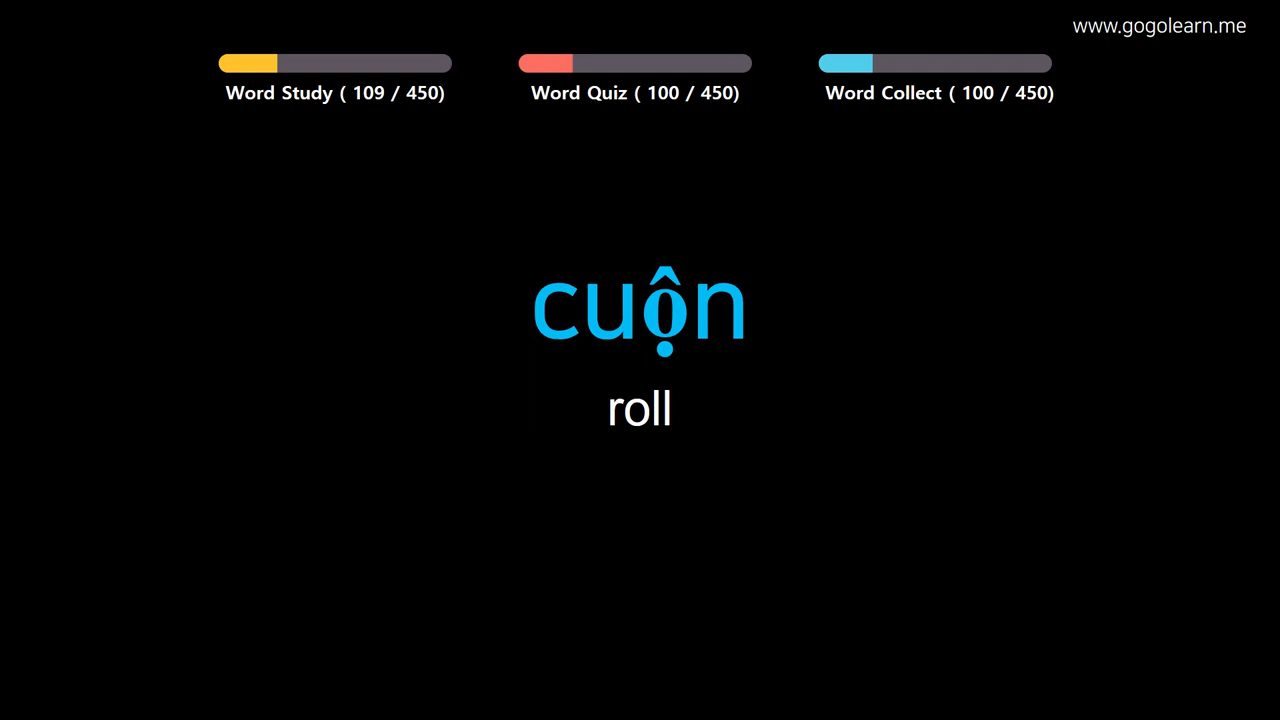 www.gogolearn.me
Word Study ( 109 / 450)
Word Quiz ( 100 / 450)
Word Collect ( 100 / 450)
cuộn
roll